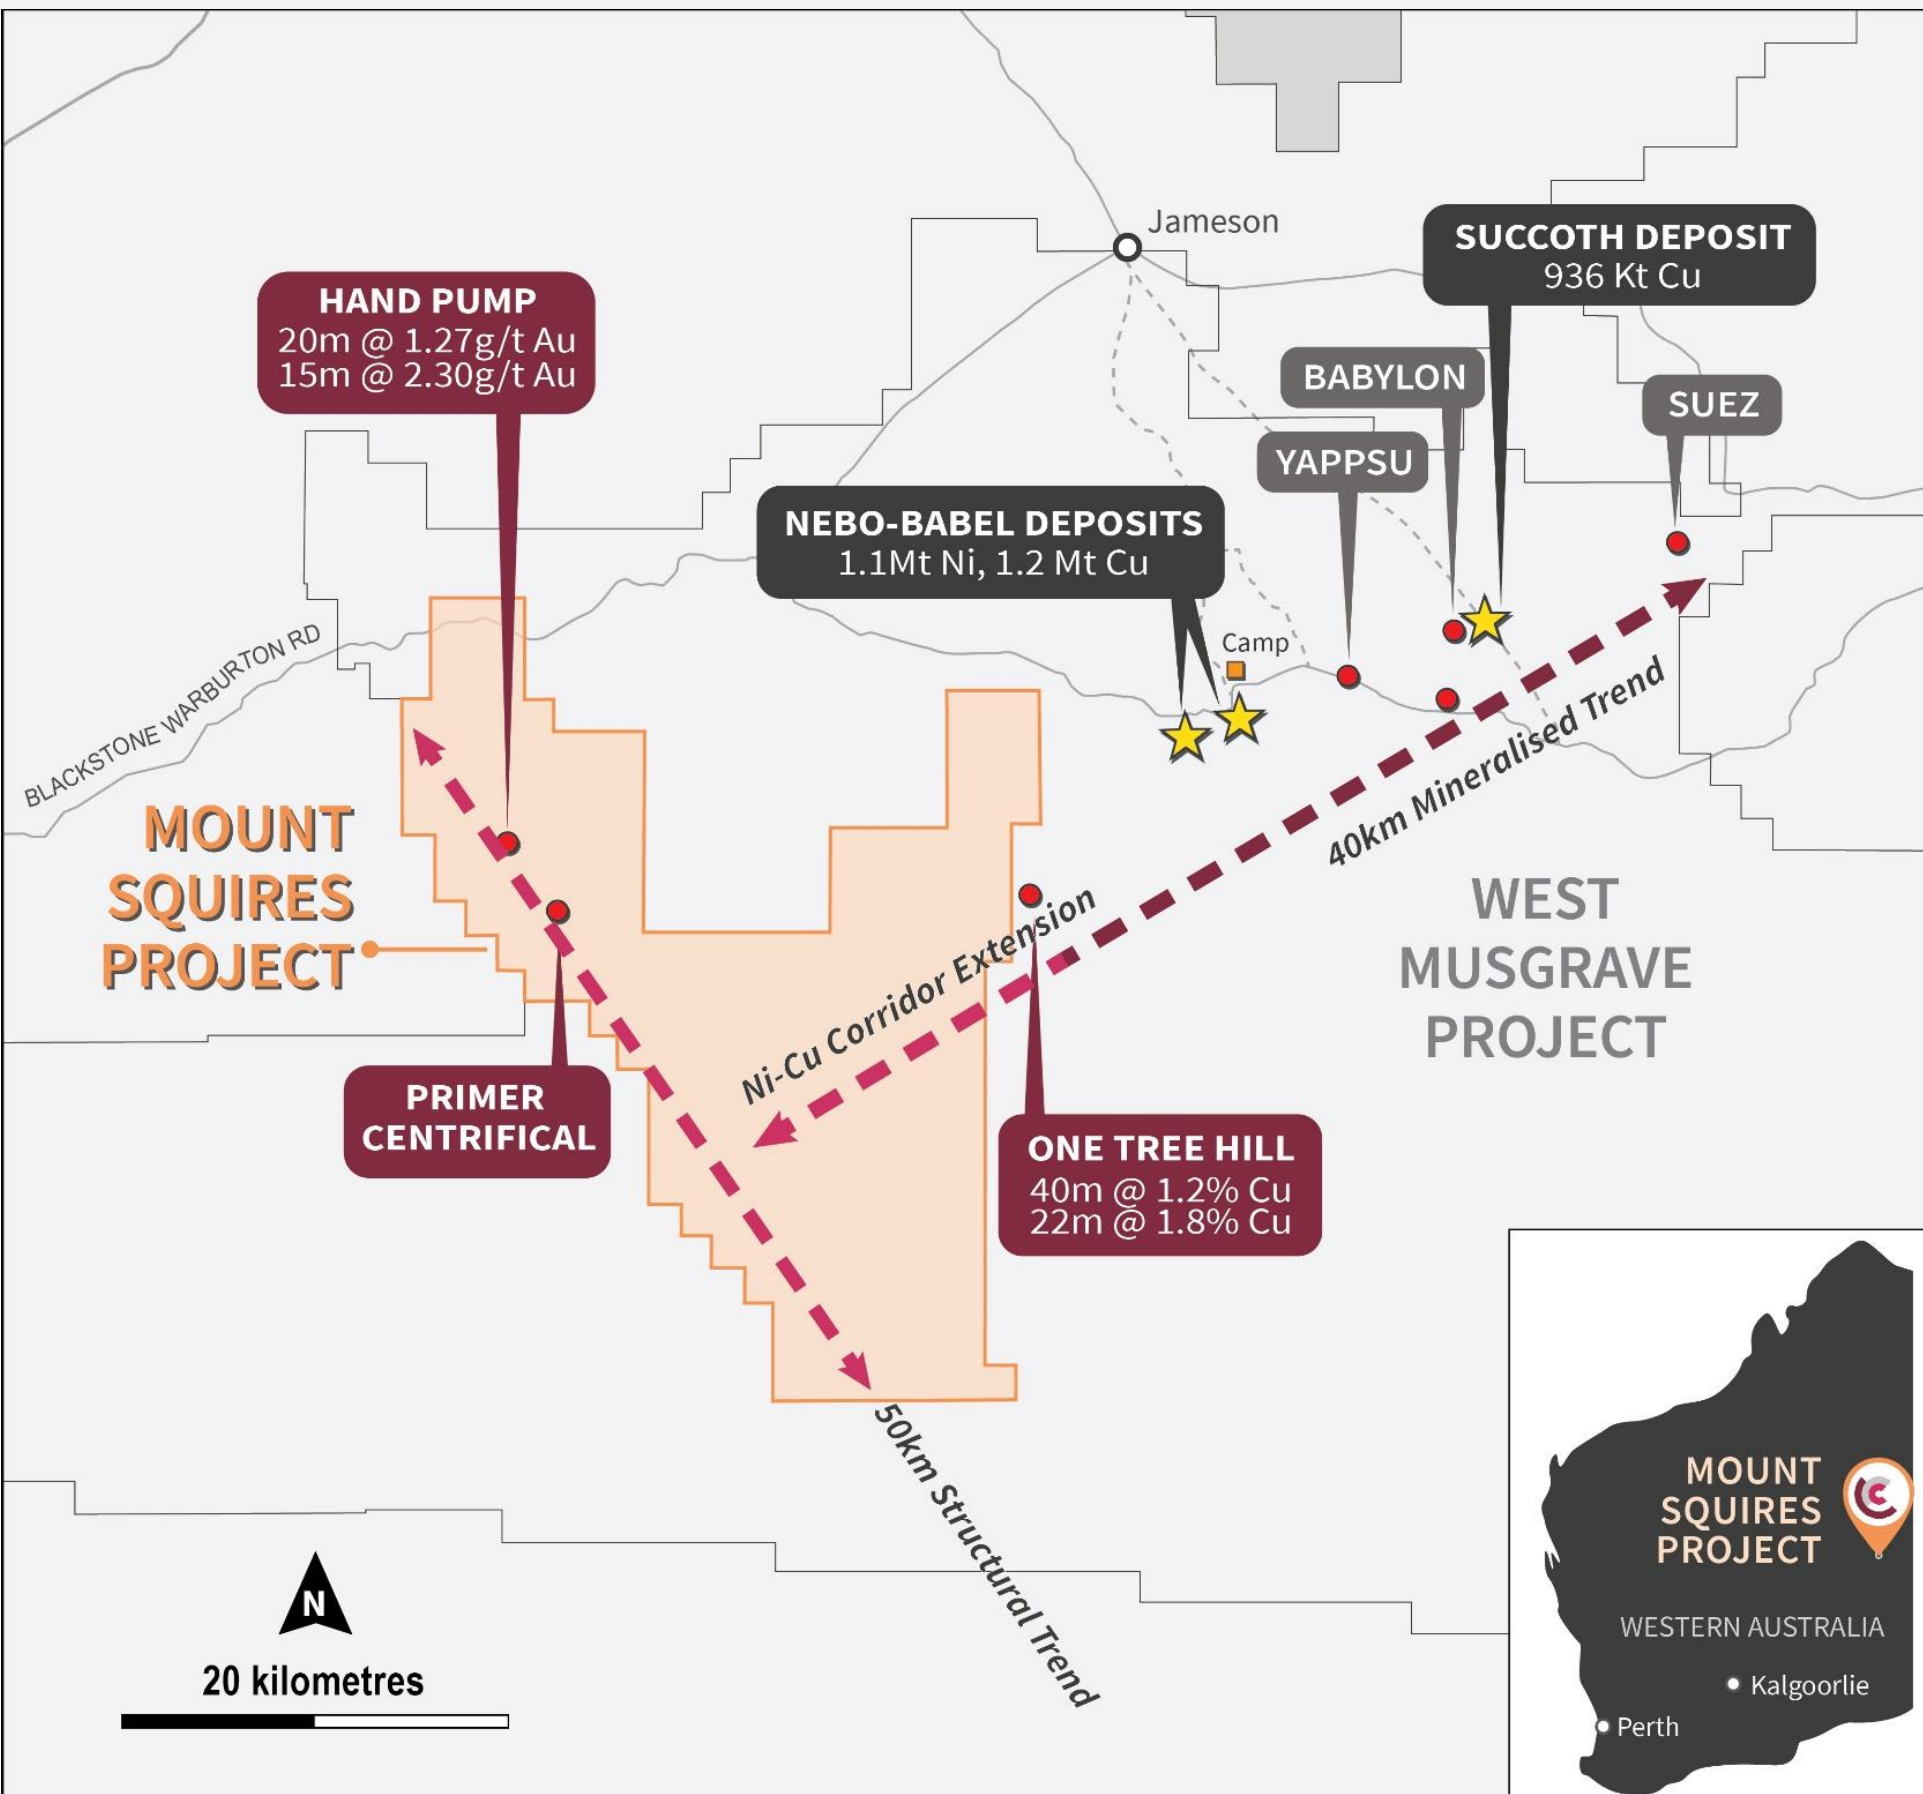 Jameson
SUCCOTH DEPOSIT
936 Kt Cu
HAND PUMP
20m @ 1.27g/t Au
15m @ 2.30g/t Au
BABYLON
SUEZ
YAPPSU
NEBO-BABEL DEPOSITS
1.1Mt Ni, 1.2 Mt Cu
Camp
BLACKSTONE WARBURTON RD
40km Mineralised Trend
MOUNT
SQUIRES
PROJECT
WEST
MUSGRAVE
PROJECT
Ni-Cu Corridor Extension
PRIMER
CENTRIFICAL
ONE TREE HILL
40m @ 1.2% Cu
22m @ 1.8% Cu
50km Structural Trend
N
20 kilometres
MOUNT
SQUIRES
PROJECT
WESTERN AUSTRALIA
Kalgoorlie
Perth